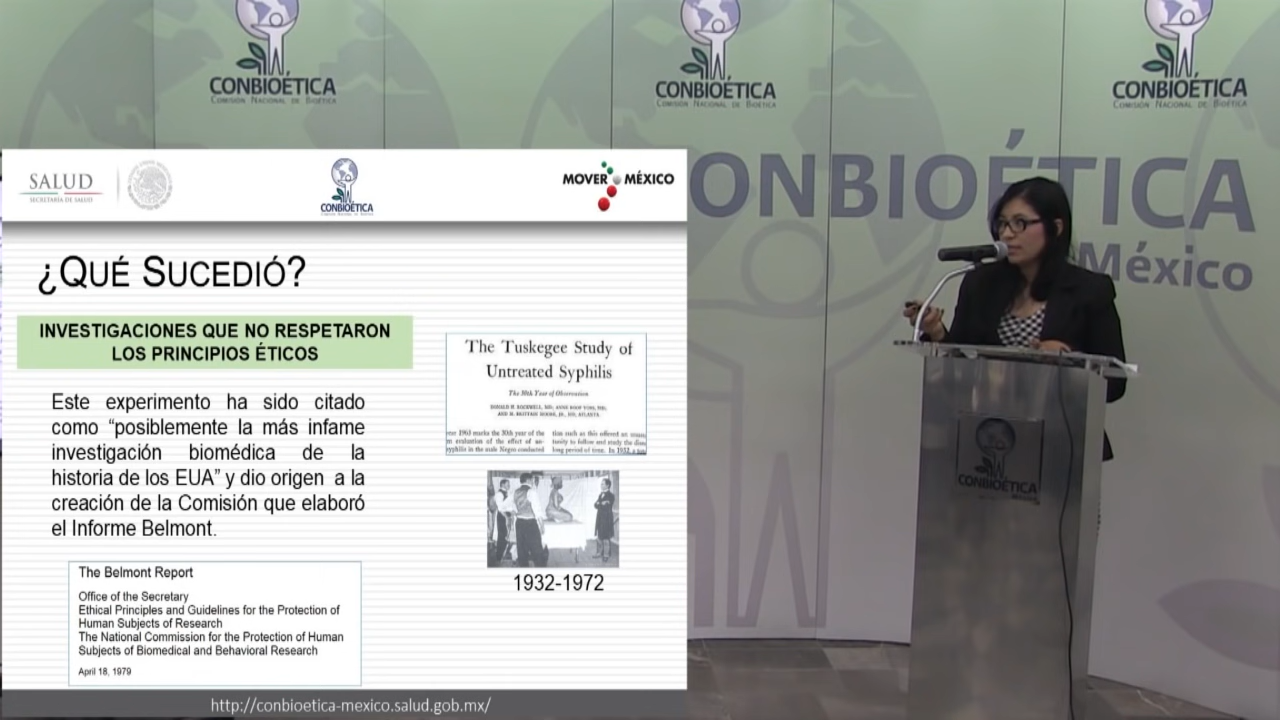 CONBIOÉTICA
COMISIÓN NACIONAL DE BIOÉTICA
CONBIOÉTICA
COMISIÓN NACIONAL DE BIOÉTICA
CONBIOÉTICA
COMISIÓN NACIONAL DE BIOÉTICA
ONBIOÉTICA
México
SALUD
SECRETARÍA DE SALUD
CONBIOÉTICA
MOVER MÉXICO
¿QUÉ SUCEDIÓ?
INVESTIGACIONES QUE NO RESPETARON
LOS PRINCIPIOS ÉTICOS
Este experimento ha sido citado
como “posiblemente la más infame
investigación biomédica de la
historia de los EUA” y dio origen a la
creación de la Comisión que elaboró
el Informe Belmont.
The Tuskegee Study of
Untreated Syphilis
The 30th Year of Observation
1932-1972
The Belmont Report
Office of the Secretary
Ethical Principles and Guidelines for the Protection of
Human Subjects of Research
The National Commission for the Protection of Human
Subjects of Biomedical and Behavioral Research
April 18, 1979
http://conbioetica-mexico.salud.gob.mx/
CONBIOÉTICA